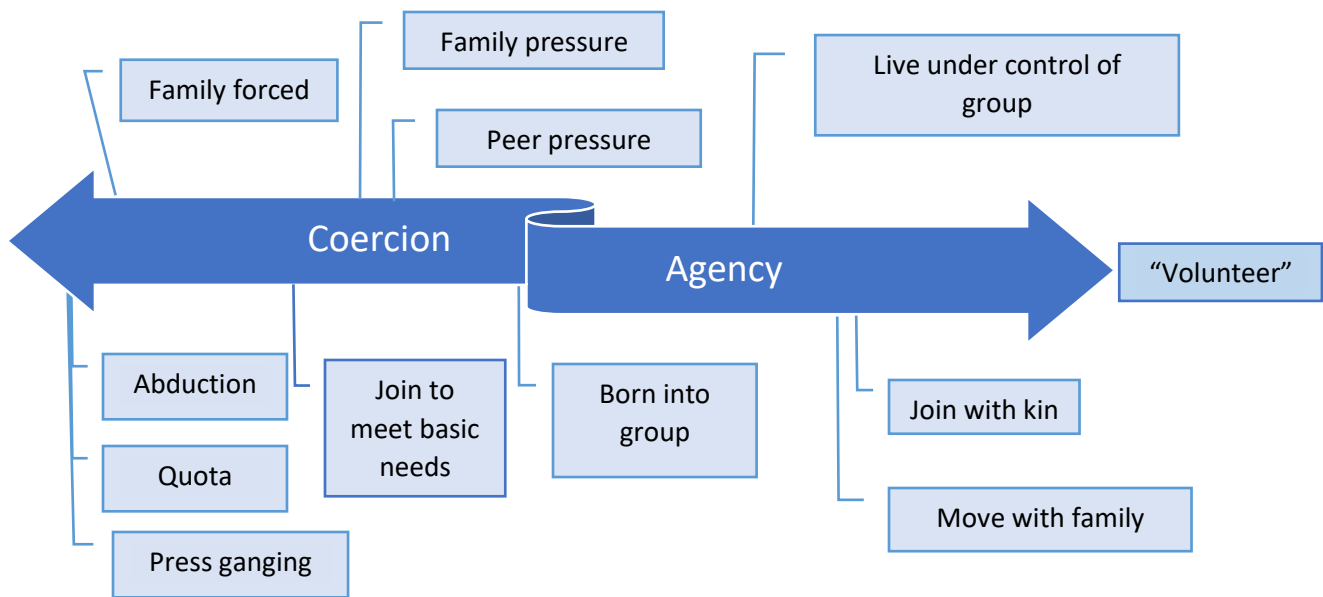 Family pressure
Live under control of
group
Family forced
Peer pressure
Coercion
Agency
“Volunteer”
Abduction
Join to
meet basic
needs
Born into
group
Join with kin
Quota
Move with family
Press ganging